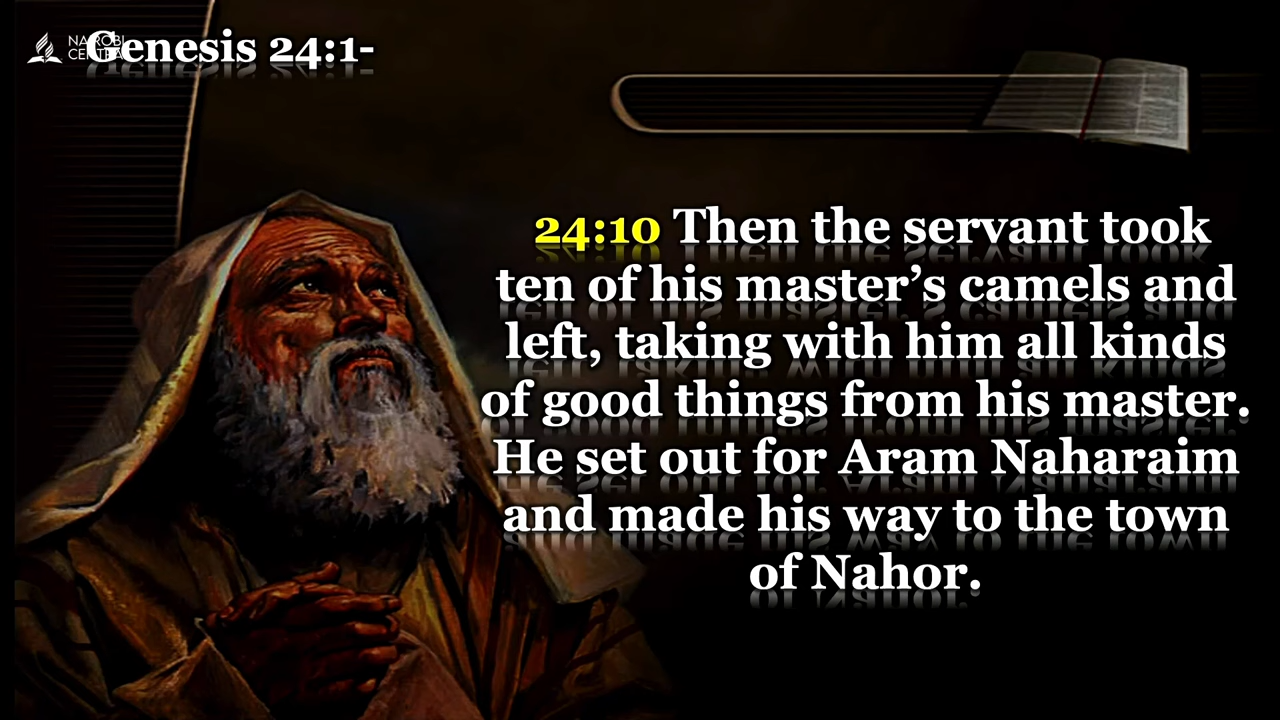 NAIROBI
CENTRAL
Genesis 24:1-
24:10 Then the servant took
ten of his master’s camels and
left, taking with him all kinds
of good things from his master.
He set out for Aram Naharaim
and made his way to the town
of Nahor.